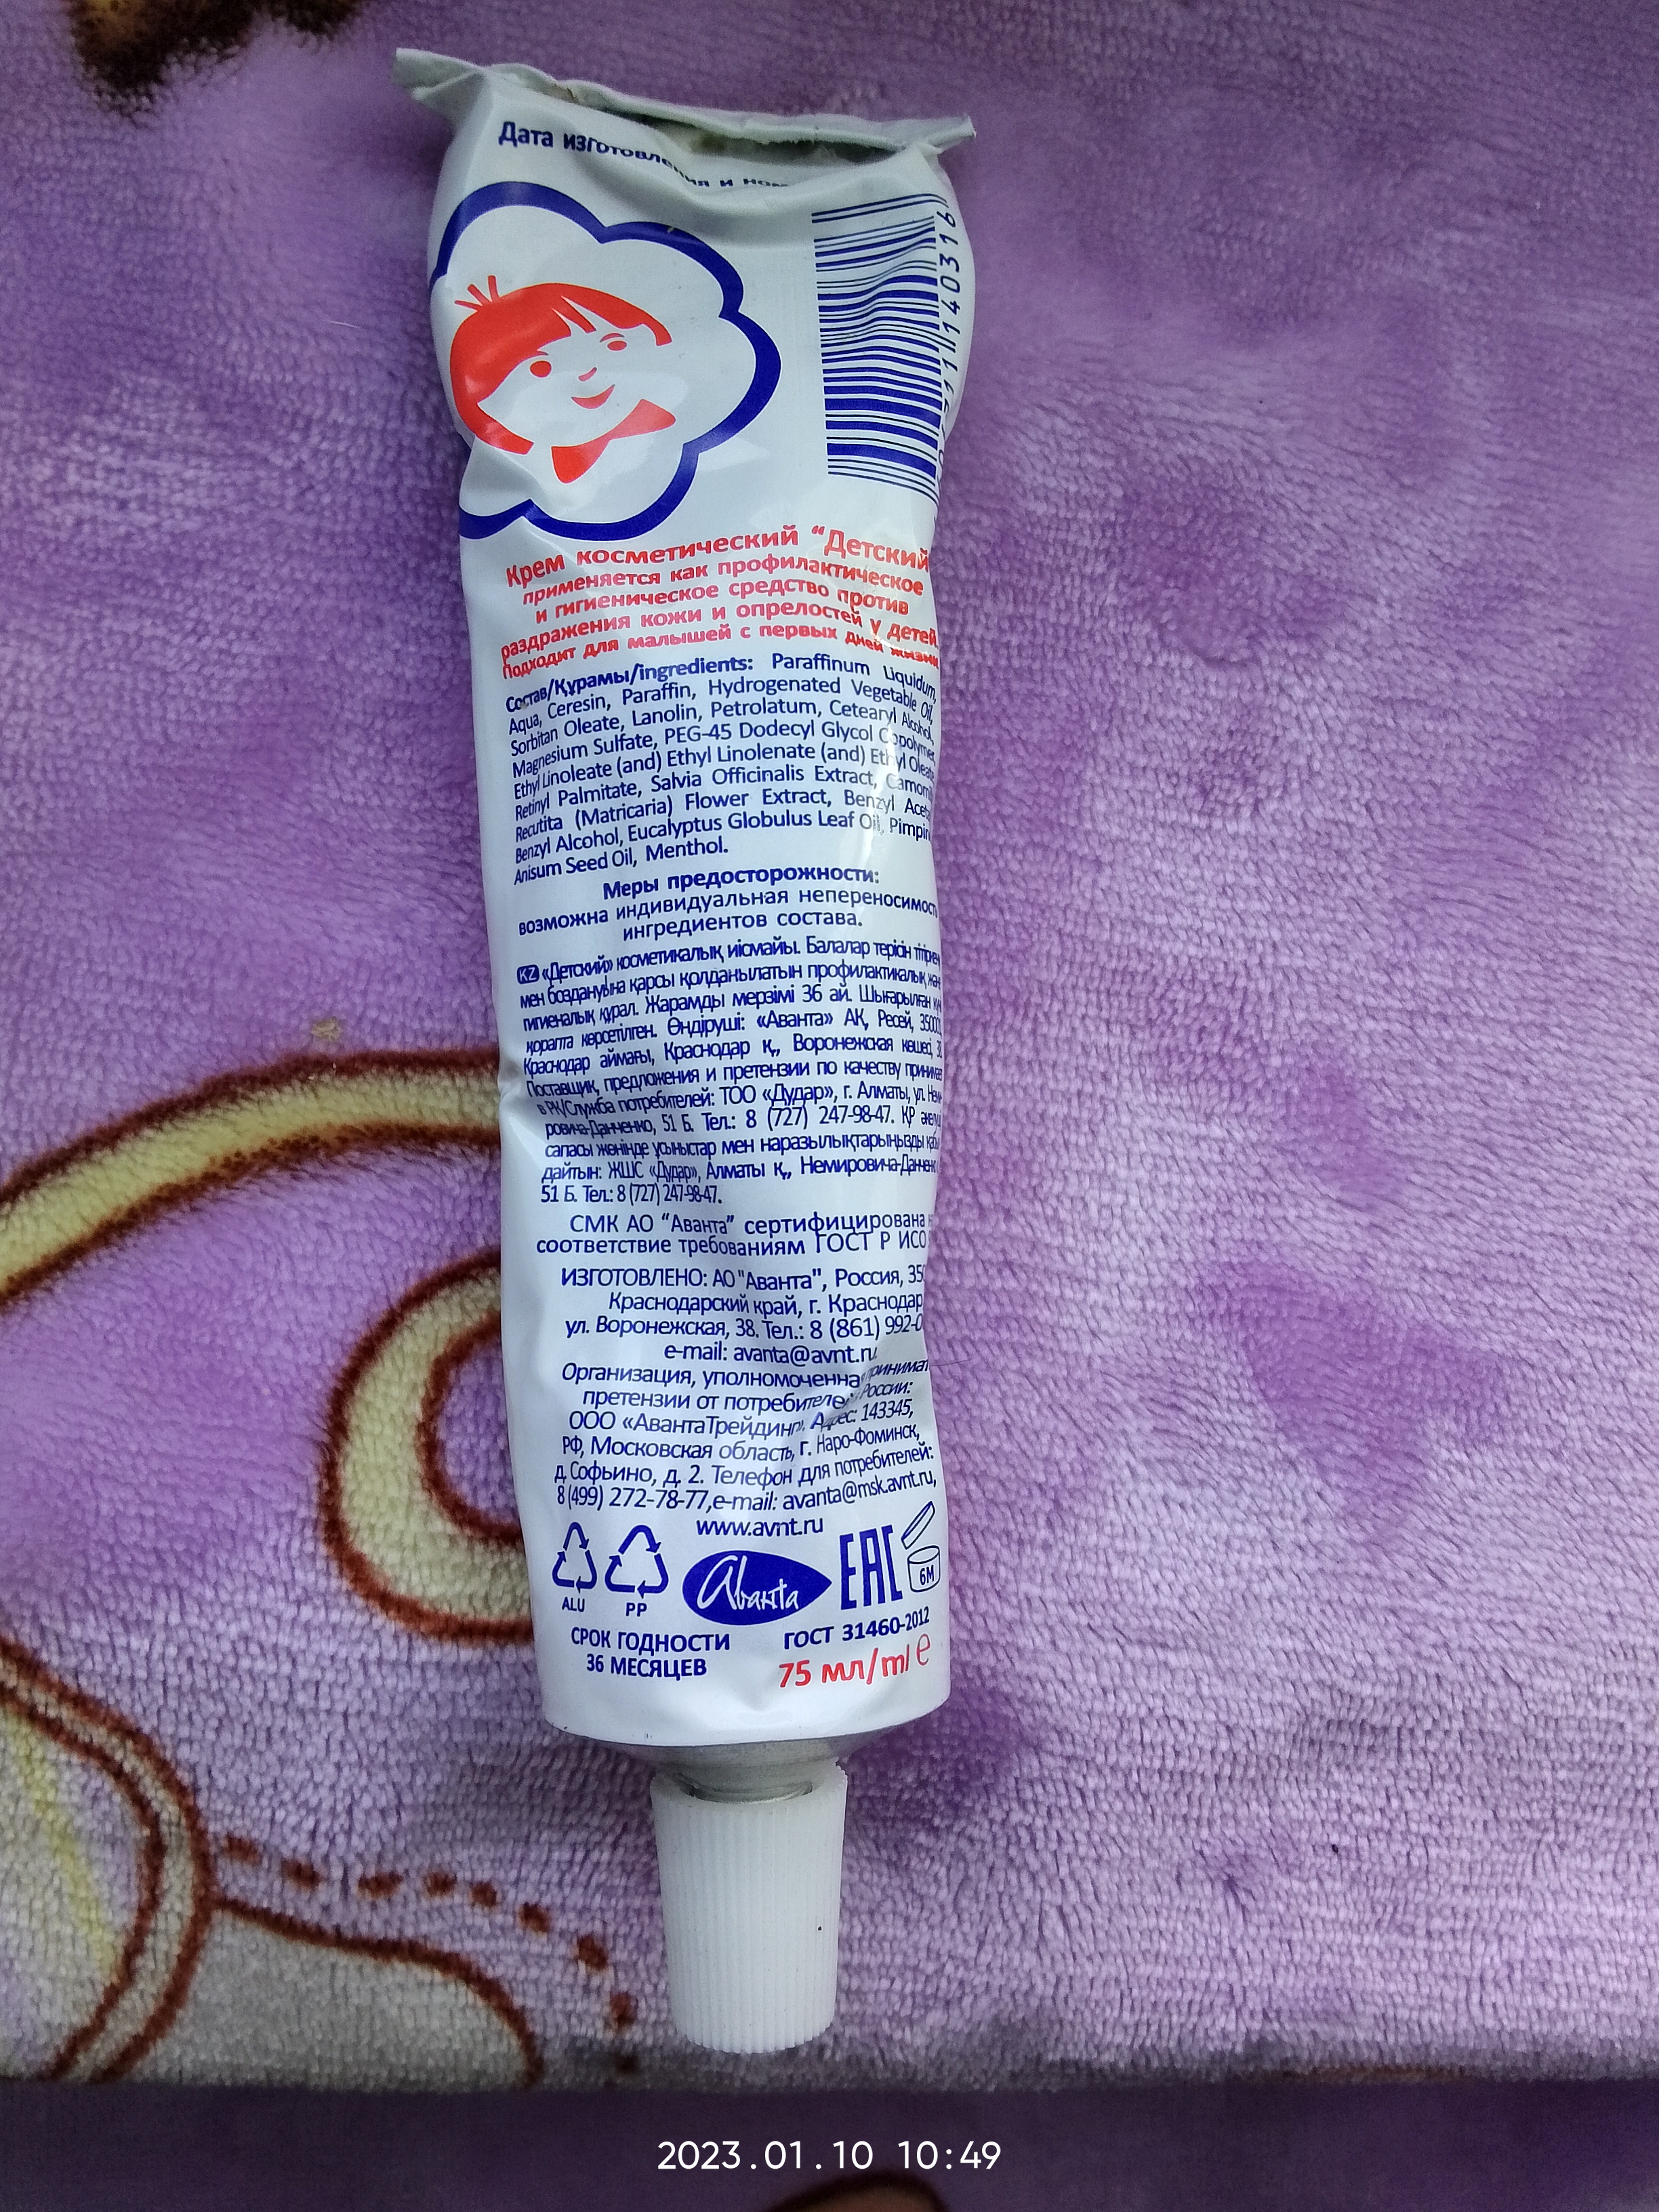 Дата изготовления и
140316
Крем косметический "Детский
применяется как профилактическое
и гигиеническое средство против
раздражения кожи и опрелостей у детей.
Подходит для малышей с первых дней жизни
Состав/Құрамы/ingredients: Paraffinum Liquidum,
Aqua, Ceresin, Paraffin, Hydrogenated Vegetable Oil,
Sorbitan Oleate, Lanolin, Petrolatum, Cetearyl Alcohol,
Magnesium Sulfate, PEG-45 Dodecyl Glycol Copolymer,
Ethyl Linoleate (and) Ethyl Linolenate (and) Ethyl Oleate
Retinyl Palmitate, Salvia Officinalis Extract,
Recutita (Matricaria) Flower Extract, Benzyl
Benzyl Alcohol, Eucalyptus Globulus Leaf Oil,
Anisum Seed Oil, Menthol.
Меры предосторожности:
возможна индивидуальная непереносимость
ингредиентов состава.
KZ «Детский» косметикалық иісмайы. Балалар терісін
мен боздануына қарсы қолданылатын профилактикалық
гигиеналық құрал. Жарамды мерзімі 36 ай. Шығарылған
қорапта көрсетілген. Өндіруші: «Аванта» АҚ, Ресей,
Краснодар аймағы, Краснодар қ., Воронежская көшесі,
Поставщик, предложения и претензии по качеству
в РК/Служба потребителей: ТОО «Дудар», г. Алматы, ул.
ровича-Данченко, 51 Б. Тел.: 8 (727) 247-98-47. ҚР
сапасы жөнінде ұсыныстар мен наразылықтарыңызды
дайтын: ЖШС «Дудар», Алматы қ., Немировича-Данченко
51 Б. Тел.: 8 (727) 247-98-47.
СМК АО "Аванта" сертифицирована
соответствие требованиям ГОСТ Р ИСО
ИЗГОТОВЛЕНО: АО "Аванта", Россия,
Краснодарский край, г. Краснодар
ул. Воронежская, 38. Тел.: 8 (861)
e-mail: avanta@avnt.ru
Организация, уполномоченная принимать
претензии от потребителей России:
ООО «АвантаТрейдинг». Адрес: 143345,
РФ, Московская область, г. Наро-Фоминск,
д. Софьино, д. 2. Телефон для потребителей:
8 (499) 272-78-77, e-mail: avanta@msk.avnt.ru,
www.avnt.ru
ALU PP Аванта EAC 6M
СРОК ГОДНОСТИ
36 МЕСЯЦЕВ
ГОСТ 31460-2012
75 мл/ml ℮
2023.01.10 10:49